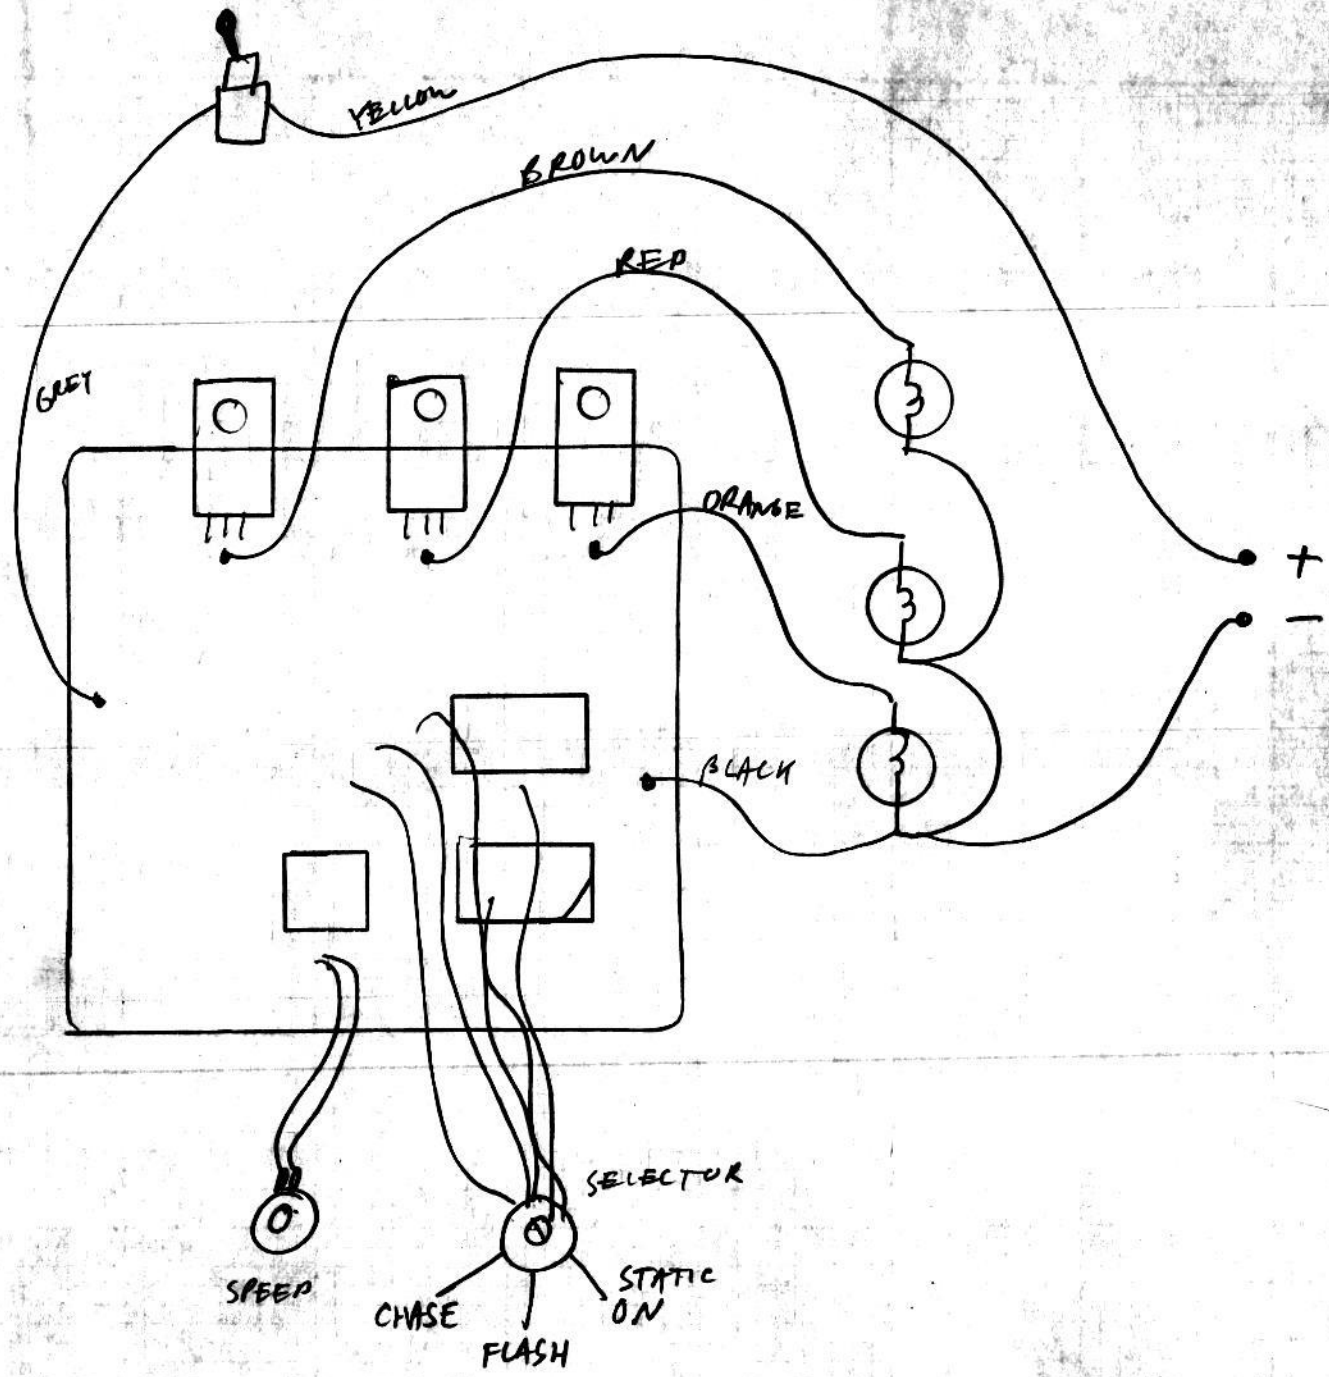 YELLOW
BROWN
RED
GREY
ORANGE
+
−
BLACK
SELECTOR
SPEED
CHASE
FLASH
STATIC
ON